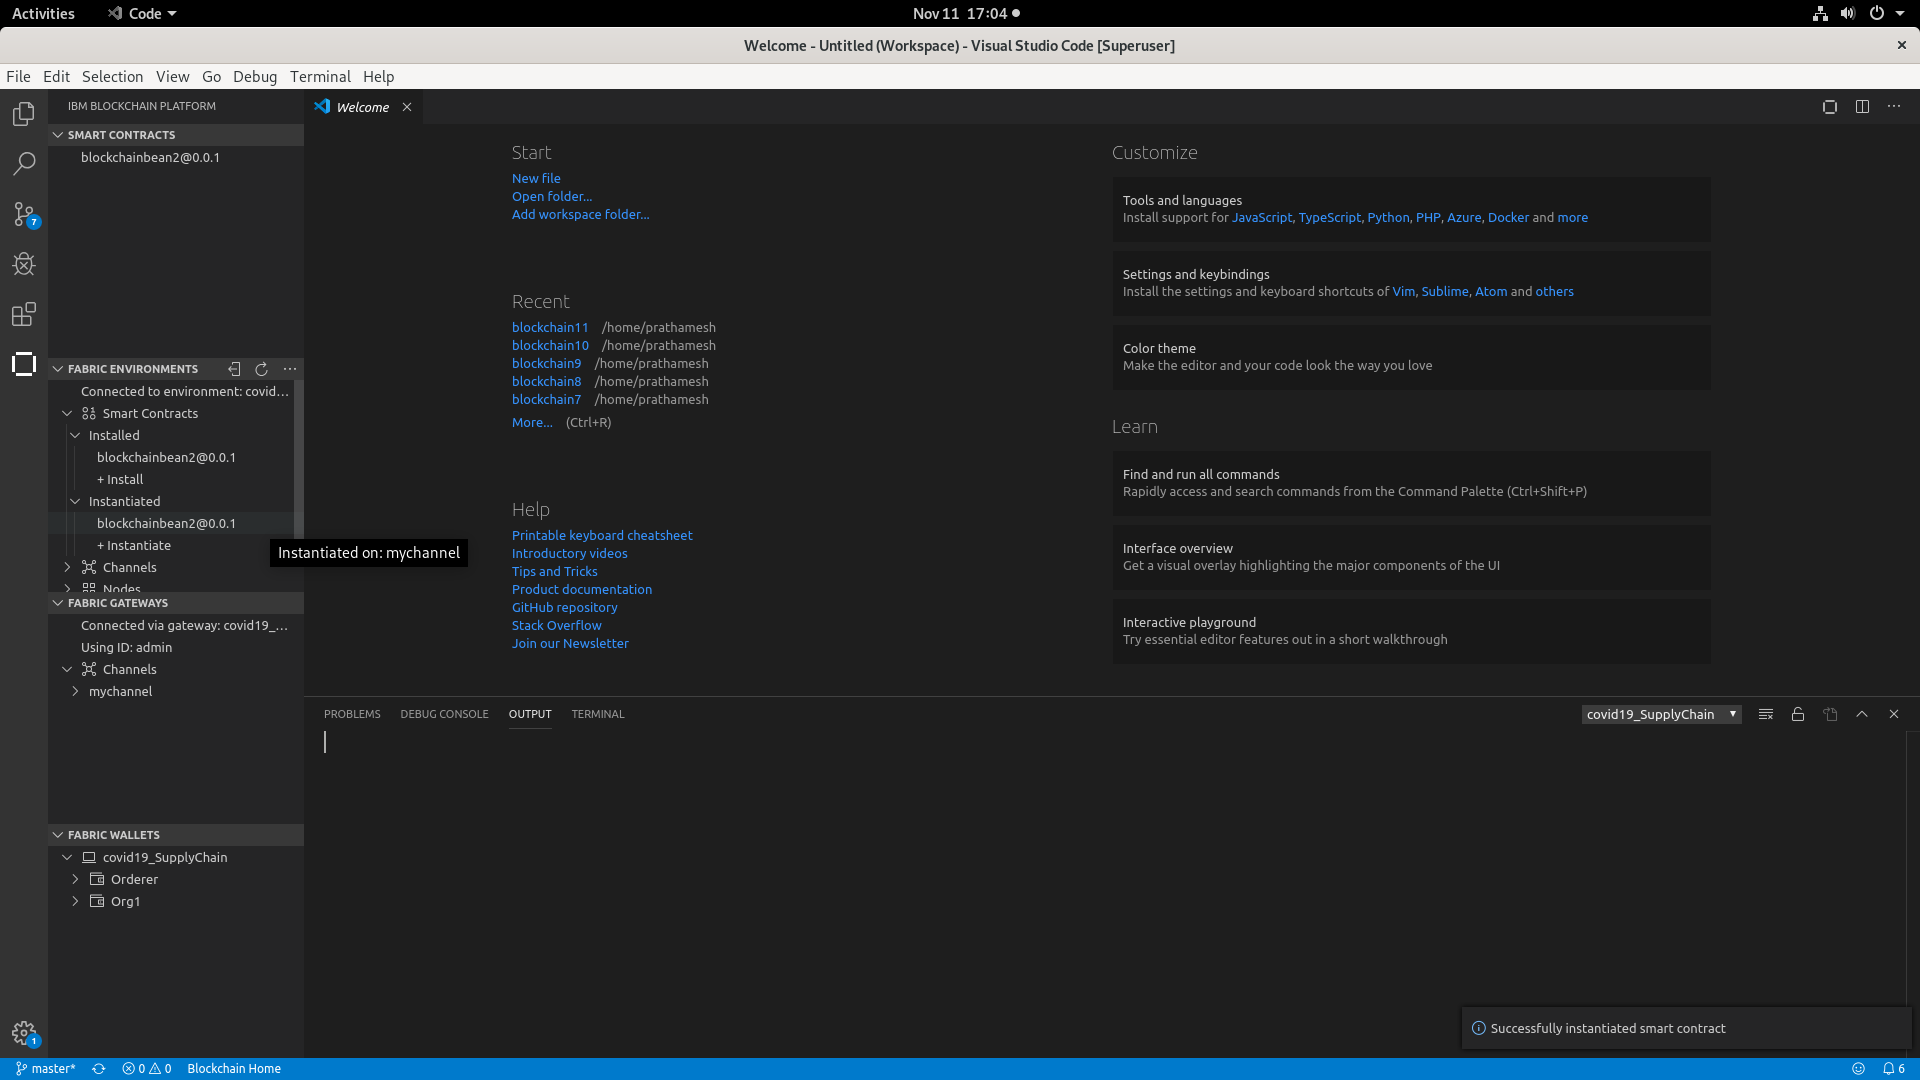 Activities
Code
Nov 11 17:04
Welcome - Untitled (Workspace) - Visual Studio Code [Superuser]
File Edit Selection View Go Debug Terminal Help
IBM BLOCKCHAIN PLATFORM
SMART CONTRACTS
blockchainbean2@0.0.1
7
FABRIC ENVIRONMENTS
Connected to environment: covid...
Smart Contracts
Installed
blockchainbean2@0.0.1
+ Install
Instantiated
blockchainbean2@0.0.1
+ Instantiate
Instantiated on: mychannel
Channels
Nodes
FABRIC GATEWAYS
Connected via gateway: covid19_...
Using ID: admin
Channels
mychannel
FABRIC WALLETS
covid19_SupplyChain
Orderer
Org1
1
Welcome
Start
New file
Open folder...
Add workspace folder...
Recent
blockchain11 /home/prathamesh
blockchain10 /home/prathamesh
blockchain9 /home/prathamesh
blockchain8 /home/prathamesh
blockchain7 /home/prathamesh
More... (Ctrl+R)
Help
Printable keyboard cheatsheet
Introductory videos
Tips and Tricks
Product documentation
GitHub repository
Stack Overflow
Join our Newsletter
Customize
Tools and languages
Install support for JavaScript, TypeScript, Python, PHP, Azure, Docker and more
Settings and keybindings
Install the settings and keyboard shortcuts of Vim, Sublime, Atom and others
Color theme
Make the editor and your code look the way you love
Learn
Find and run all commands
Rapidly access and search commands from the Command Palette (Ctrl+Shift+P)
Interface overview
Get a visual overlay highlighting the major components of the UI
Interactive playground
Try essential editor features out in a short walkthrough
PROBLEMS DEBUG CONSOLE OUTPUT TERMINAL
covid19_SupplyChain
Successfully instantiated smart contract
master* 0 0 Blockchain Home
6